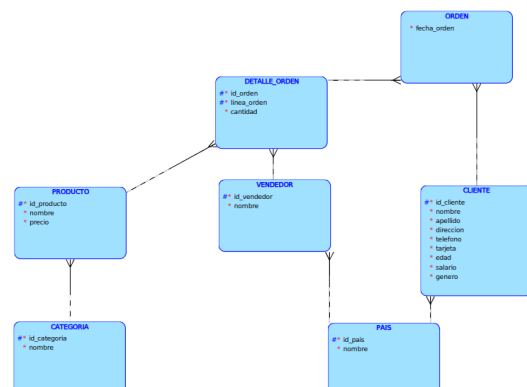 ORDEN
* fecha_orden
DETALLE_ORDEN
#* id_orden
#* linea_orden
* cantidad
PRODUCTO
#* id_producto
* nombre
* precio
VENDEDOR
#* id_vendedor
* nombre
CLIENTE
#* id_cliente
* nombre
* apellido
* direccion
* telefono
* tarjeta
* edad
* salario
* genero
CATEGORIA
#* id_categoria
* nombre
PAIS
#* id_pais
* nombre